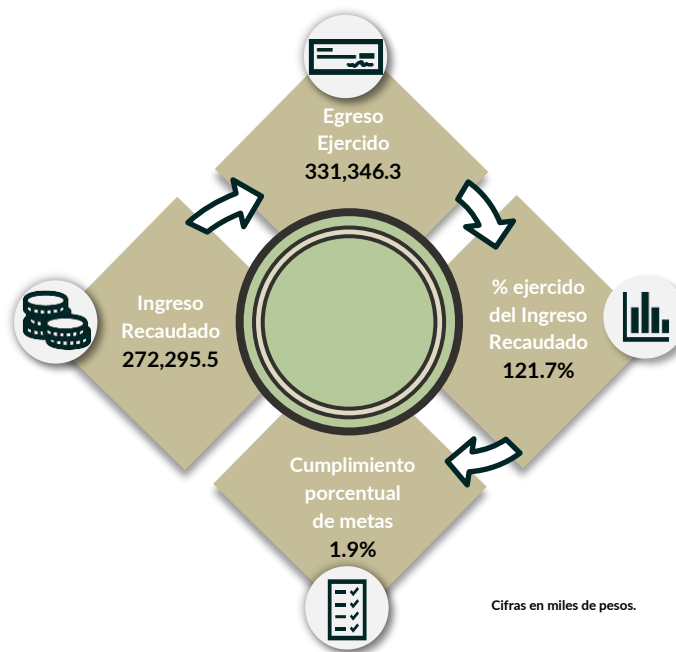 Egreso
Ejercido
331,346.3
Ingreso
Recaudado
272,295.5
% ejercido
del Ingreso
Recaudado
121.7%
Cumplimiento
porcentual
de metas
1.9%
Cifras en miles de pesos.